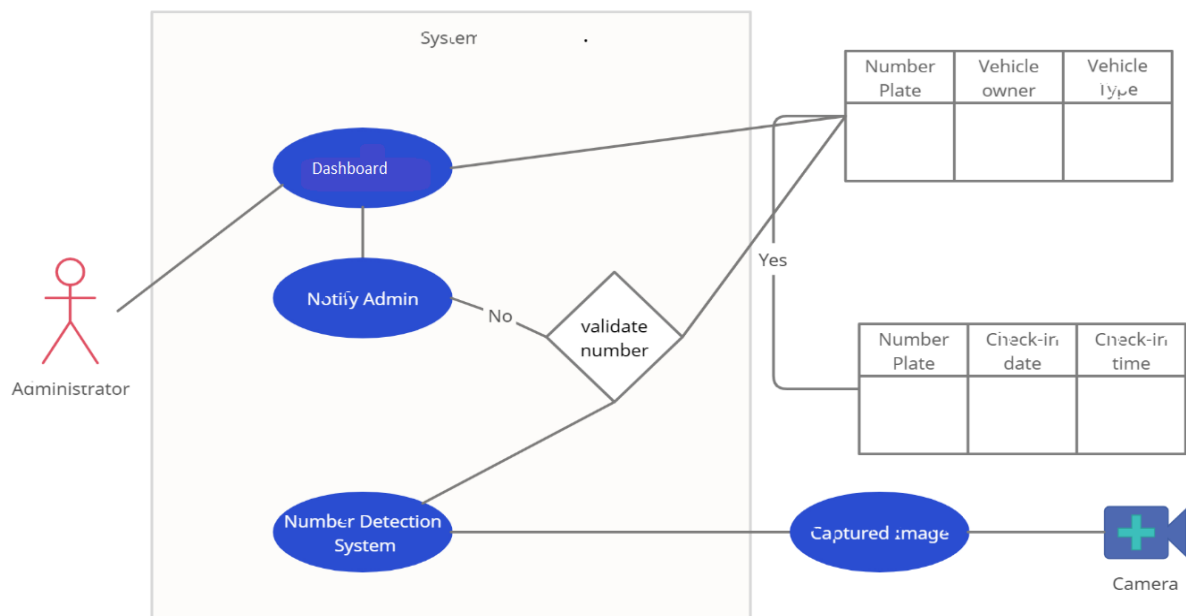 System
Number
Plate
Vehicle
owner
Vehicle
Type
Dashboard
Yes
Notify Admin
No
validate
number
Number
Plate
Check-in
date
Check-in
time
Administrator
Number Detection
System
Captured Image
Camera